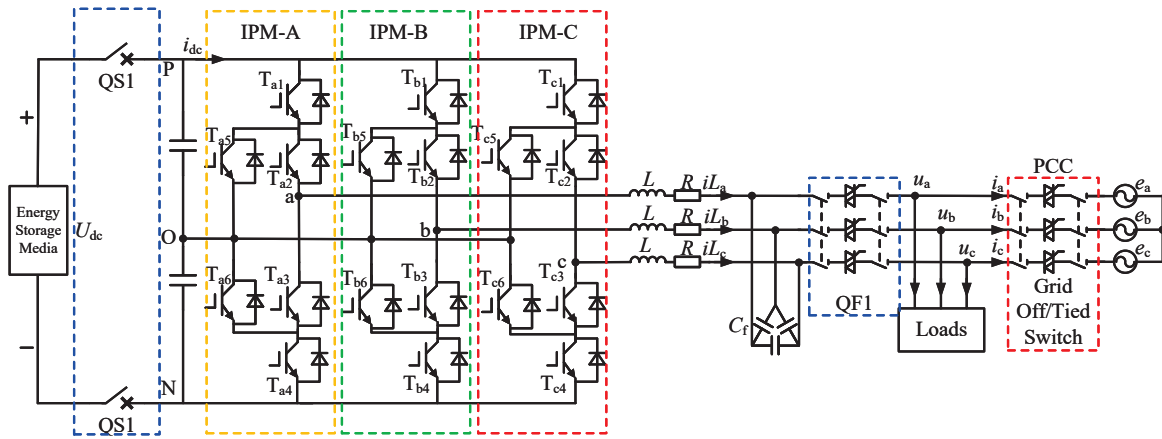 IPM-A
IPM-B
IPM-C
QS1
P
i_dc
T_a1
T_b1
T_c1
+
T_a5
T_b5
T_c5
T_a2
T_b2
T_c2
a
Energy
Storage
Media
U_dc
O
b
c
L
R
iL_a
L
R
iL_b
L
R
iL_c
u_a
u_b
u_c
i_a
i_b
i_c
PCC
e_a
e_b
e_c
T_a6
T_a3
T_b6
T_b3
T_c6
T_c3
C_f
QF1
Loads
Grid
Off/Tied
Switch
−
N
T_a4
T_b4
T_c4
QS1